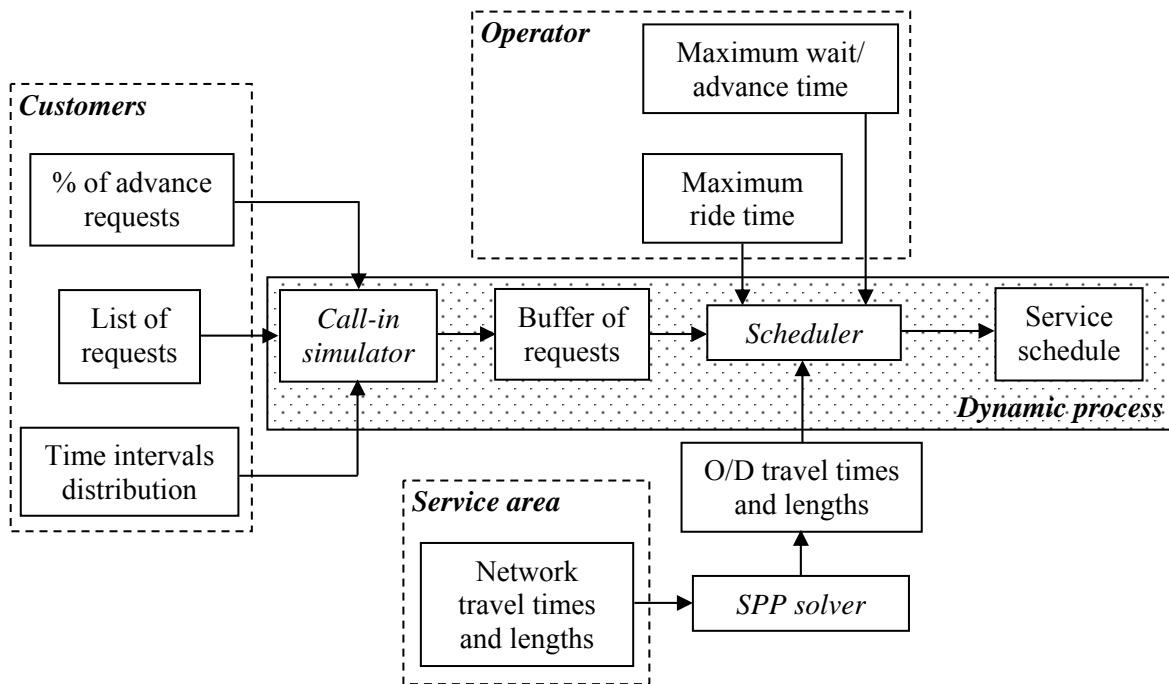 Operator
Maximum wait/
advance time
Maximum
ride time
Customers
% of advance
requests
List of
requests
Time intervals
distribution
Call-in
simulator
Buffer of
requests
Scheduler
Service
schedule
Dynamic process
O/D travel times
and lengths
Service area
Network
travel times
and lengths
SPP solver